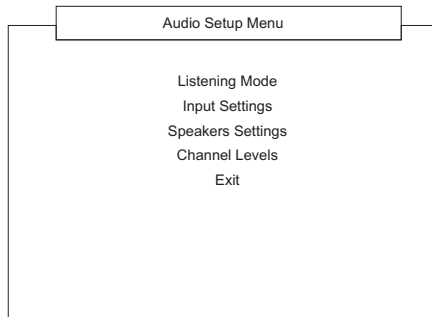 Audio Setup Menu
Listening Mode
Input Settings
Speakers Settings
Channel Levels
Exit